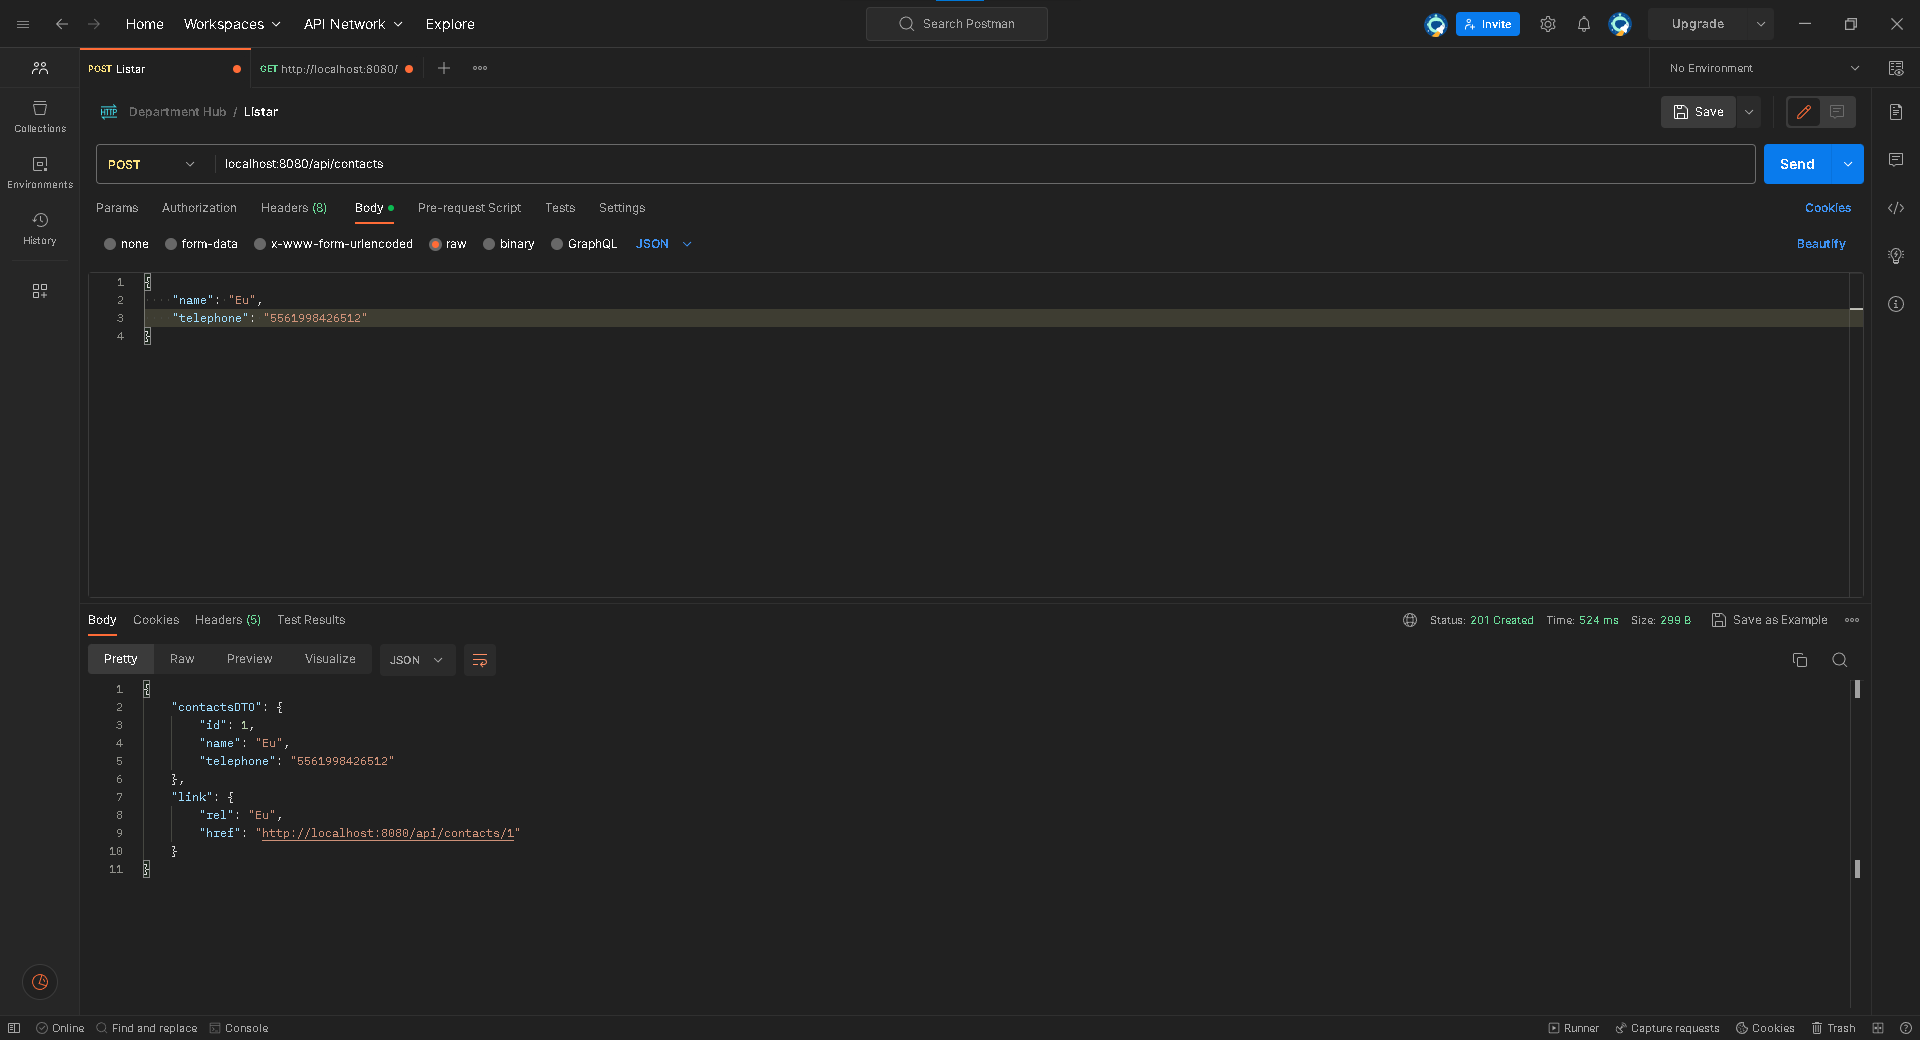 Home Workspaces API Network Explore Search Postman Invite Upgrade
POST Listar GET http://localhost:8080/ No Environment
Department Hub / Listar Save
Collections
Environments
History
POST localhost:8080/api/contacts Send
Params Authorization Headers (8) Body Pre-request Script Tests Settings Cookies
none form-data x-www-form-urlencoded raw binary GraphQL JSON Beautify
1 {
2 "name": "Eu",
3 "telephone": "5561998426512"
4 }
Body Cookies Headers (5) Test Results Status: 201 Created Time: 524 ms Size: 299 B Save as Example
Pretty Raw Preview Visualize JSON
1 {
2 "contactsDTO": {
3 "id": 1,
4 "name": "Eu",
5 "telephone": "5561998426512"
6 },
7 "link": {
8 "rel": "Eu",
9 "href": "http://localhost:8080/api/contacts/1"
10 }
11 }
Online Find and replace Console Runner Capture requests Cookies Trash